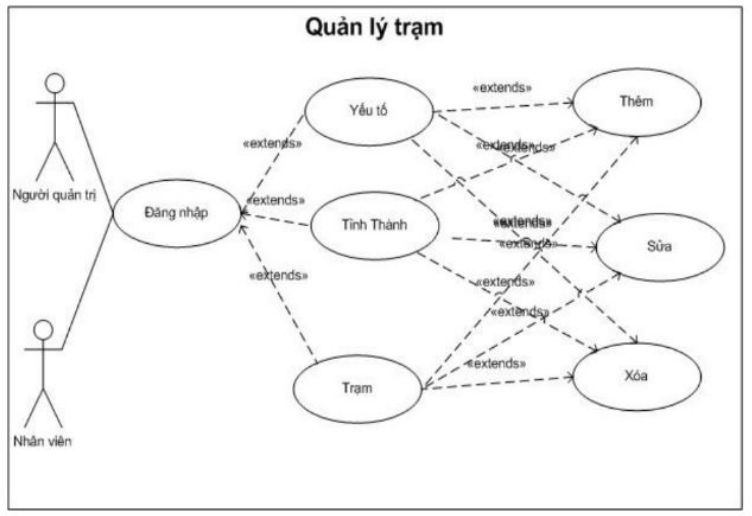 Quản lý trạm
«extends»
Yếu tố
Thêm
«extends»
«extends»
«extends»
Người quản trị
Đăng nhập
«extends»
Tỉnh Thành
«extends»
«extends»
«extends»
Sửa
«extends»
«extends»
«extends»
Trạm
«extends»
Xóa
Nhân viên